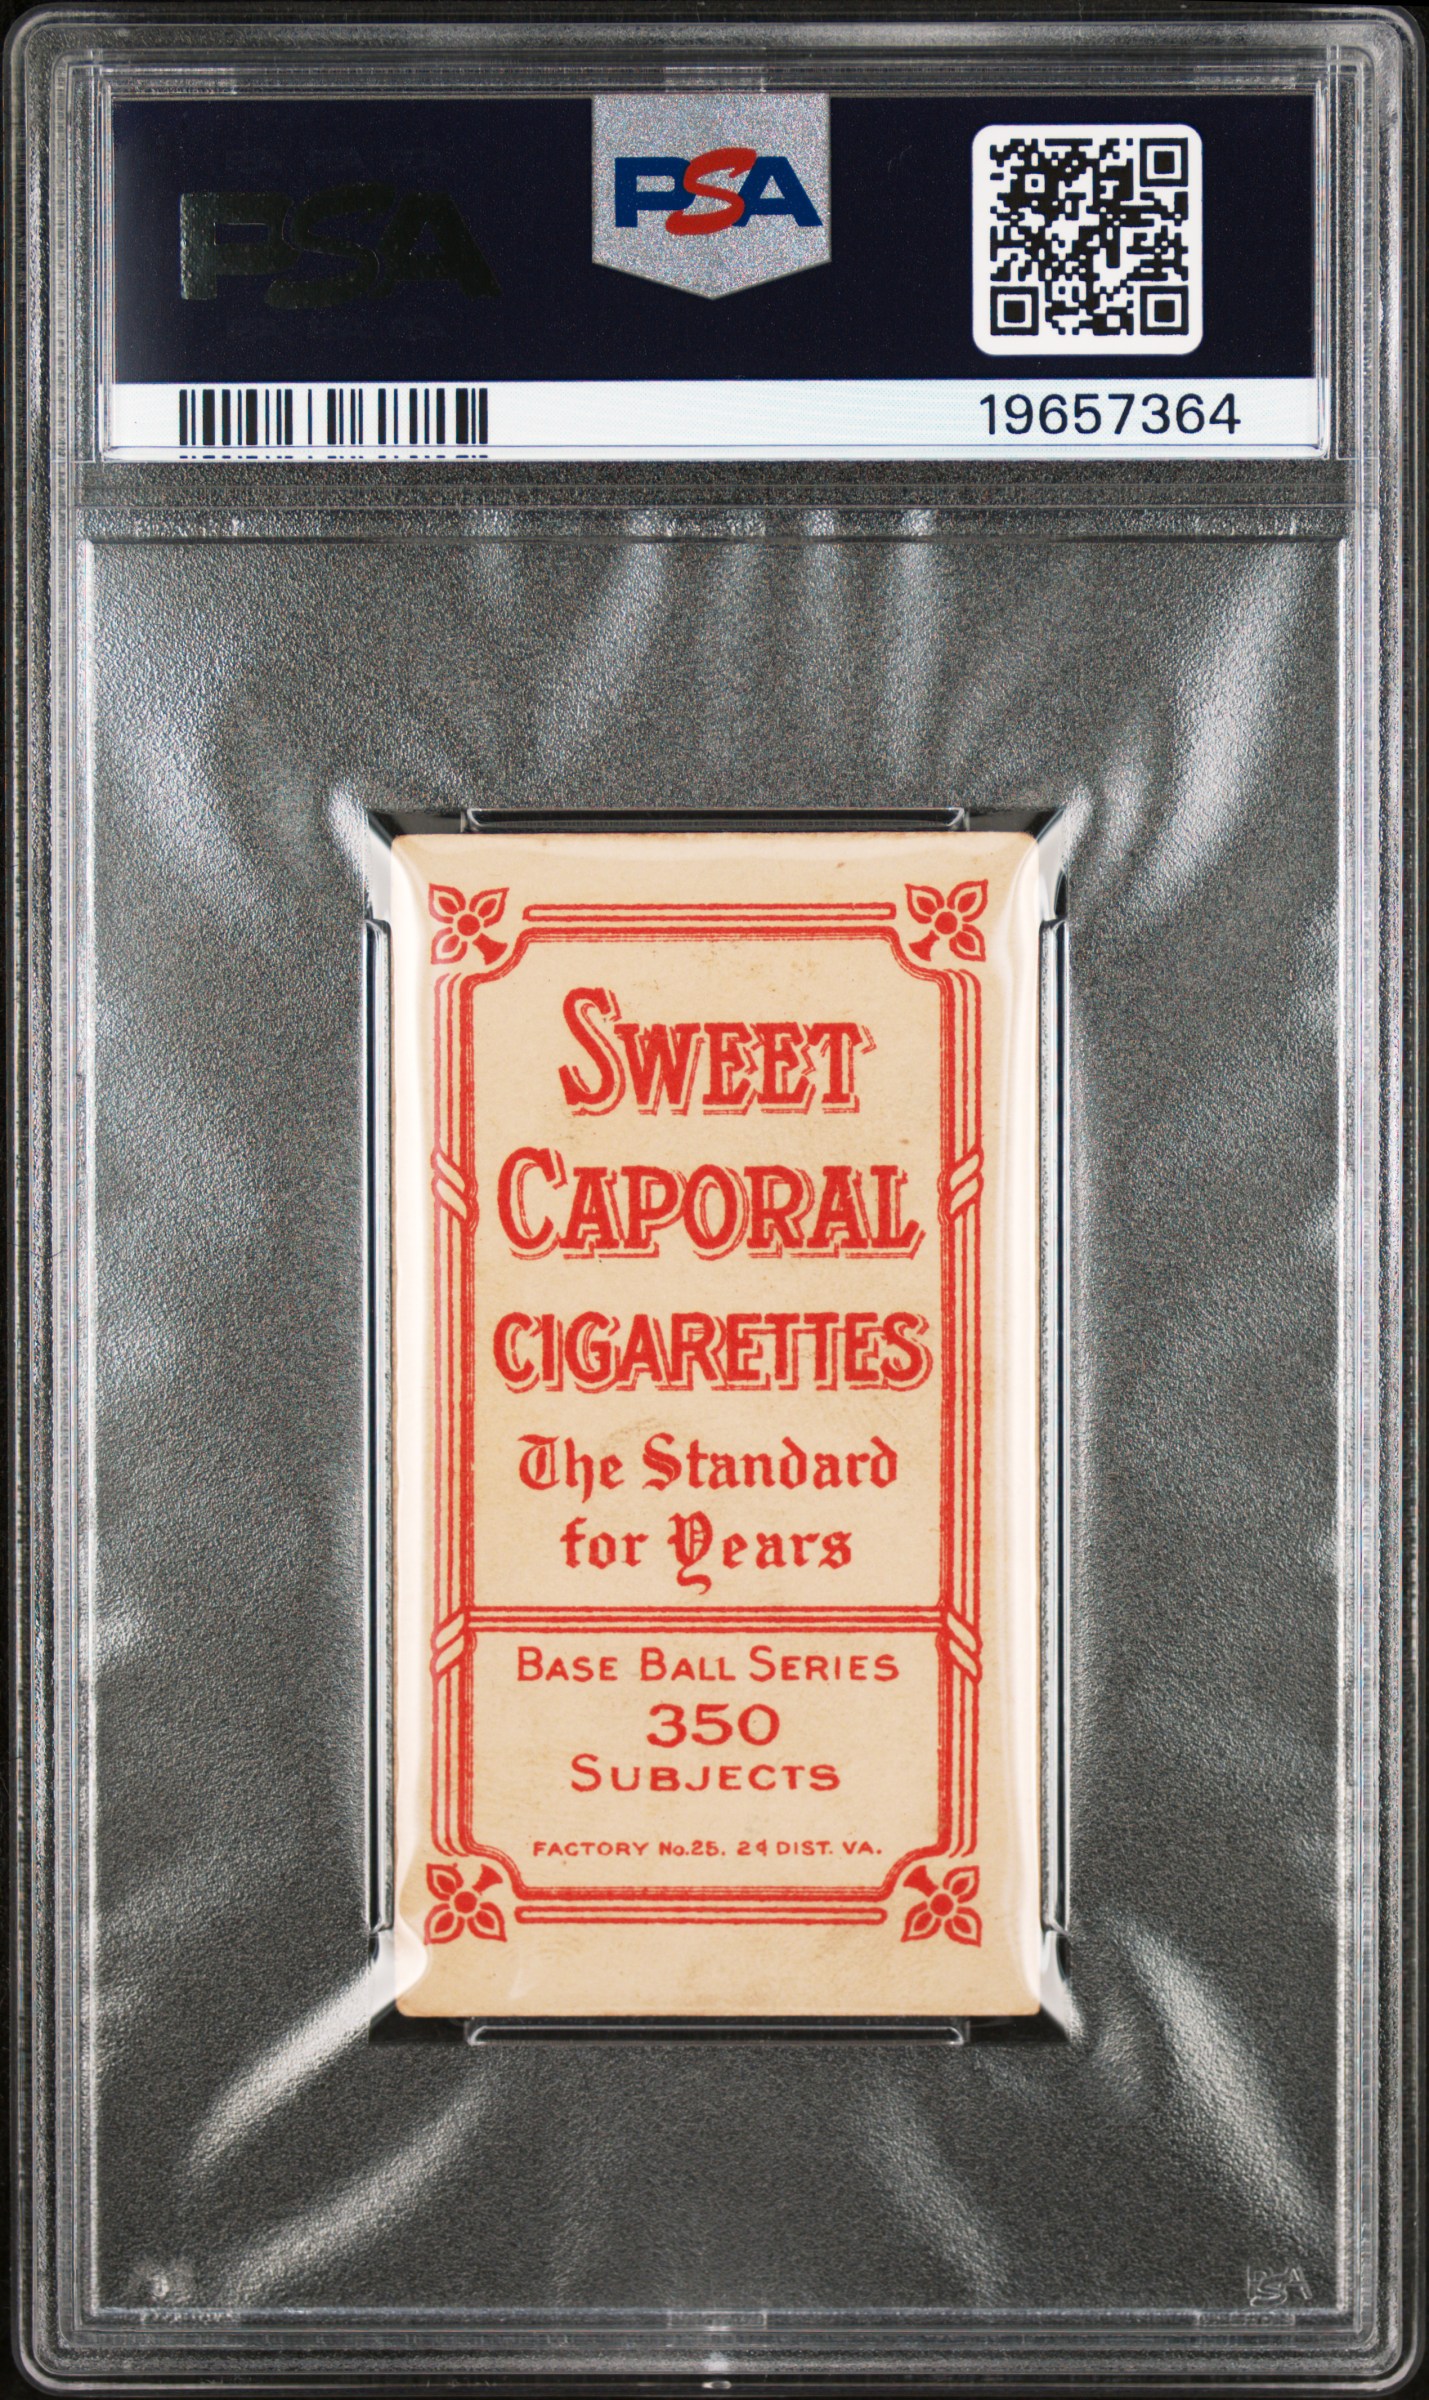 PSA
PSA
19657364
SWEET
CAPORAL
CIGARETTES
The Standard
for Years
BASE BALL SERIES
350
SUBJECTS
FACTORY No.25. 2¢ DIST. VA.
PSA